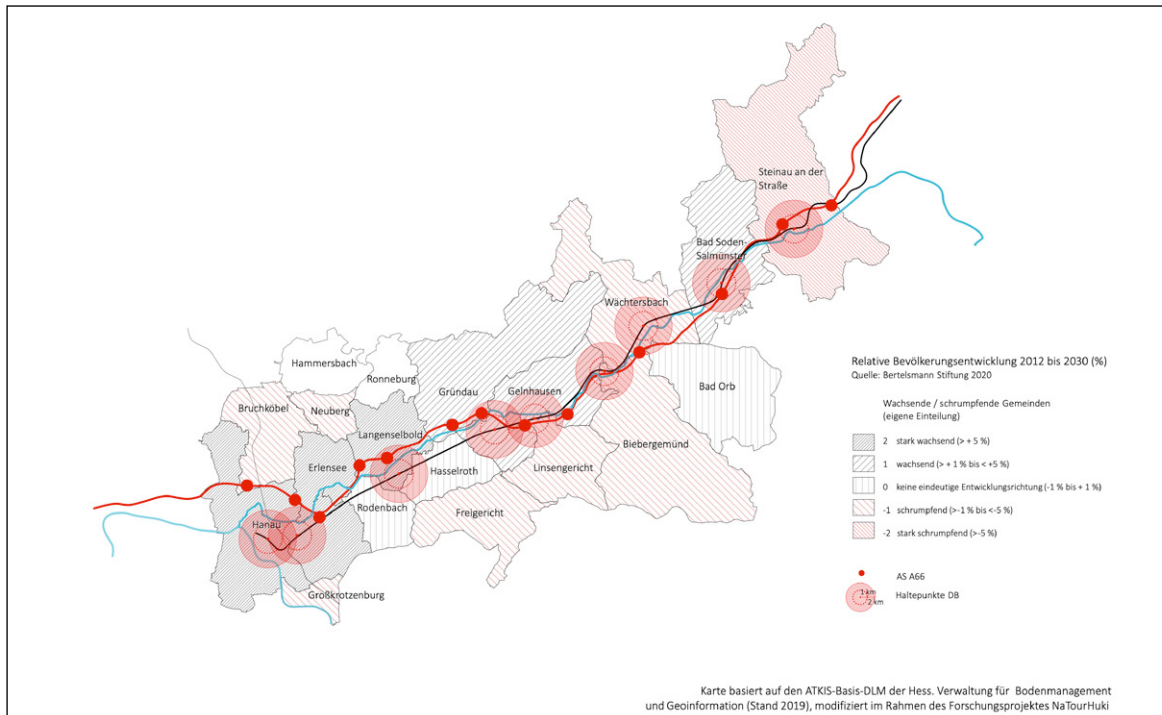 Steinau an der
Straße
Bad Soden-
Salmünster
Wächtersbach
Hammersbach
Ronneburg
Gründau
Gelnhausen
Bad Orb
Bruchköbel
Neuberg
Langenselbold
Biebergemünd
Erlensee
Hasselroth
Linsengericht
Rodenbach
Freigericht
Hanau
Großkrotzenburg
Relative Bevölkerungsentwicklung 2012 bis 2030 (%)
Quelle: Bertelsmann Stiftung 2020
Wachsende / schrumpfende Gemeinden
(eigene Einteilung)
2 stark wachsend (> + 5 %)
1 wachsend (> + 1 % bis < +5 %)
0 keine eindeutige Entwicklungsrichtung (-1 % bis + 1 %)
-1 schrumpfend (>-1 % bis <-5 %)
-2 stark schrumpfend (>-5 %)
AS A66
1 km
2 km
Haltepunkte DB
Karte basiert auf den ATKIS-Basis-DLM der Hess. Verwaltung für Bodenmanagement
und Geoinformation (Stand 2019), modifiziert im Rahmen des Forschungsprojektes NaTourHuki